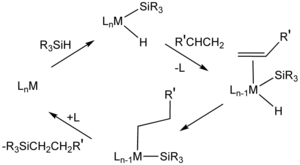 LₙM
SiR₃
H
R₃SiH
R'CHCH₂
-L
R'
Lₙ₋₁M
SiR₃
H
LₙM
R'
+L
-R₃SiCH₂CH₂R'
Lₙ₋₁M
SiR₃